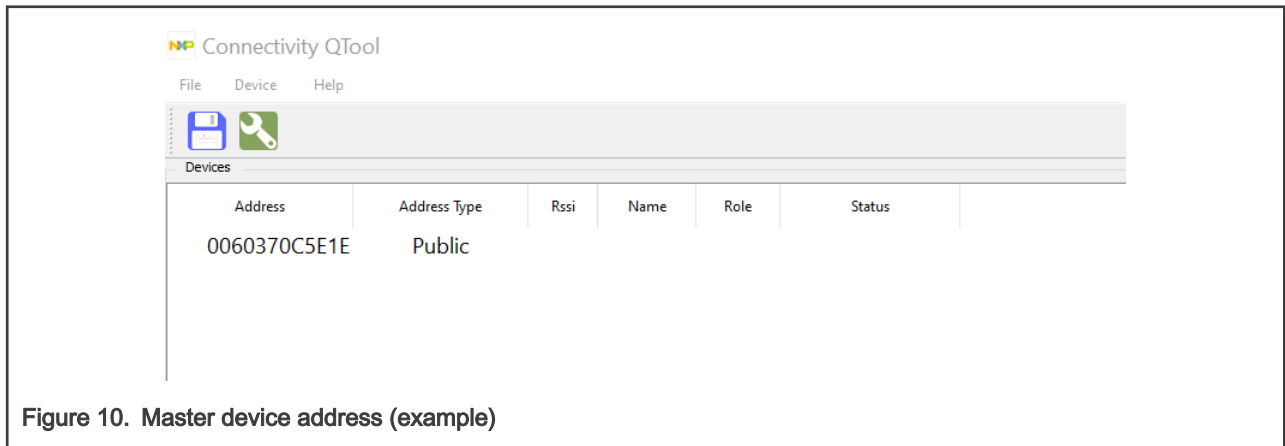 NXP Connectivity QTool
File Device Help
Devices
Address Address Type Rssi Name Role Status
0060370C5E1E Public
Figure 10. Master device address (example)